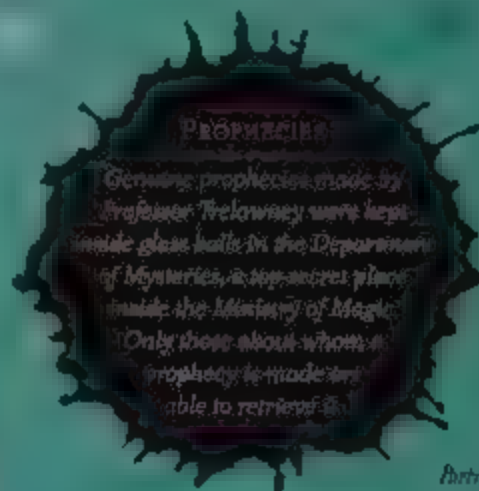 PROPHECIES
Genuine prophecies made by
Professor Trelawney were kept
inside glass balls in the Department
of Mysteries, a top-secret place
inside the Ministry of Magic.
Only those about whom a
prophecy is made are
able to retrieve it.